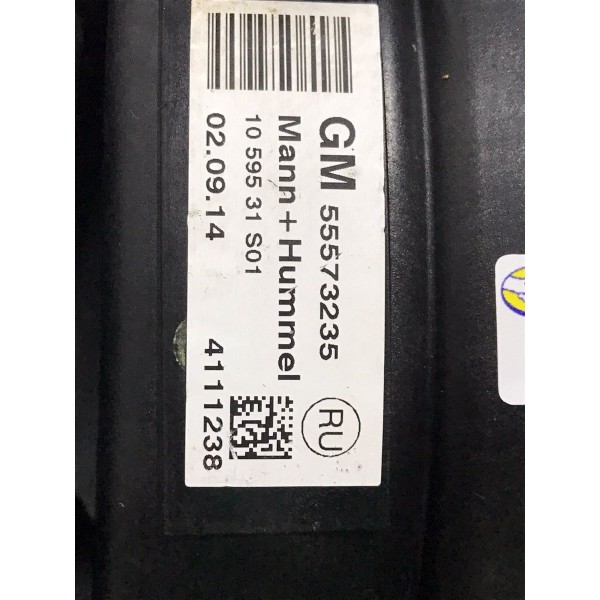 GM 55573235
Mann + Hummel RU
10 595 31 S01
02.09.14 4111238